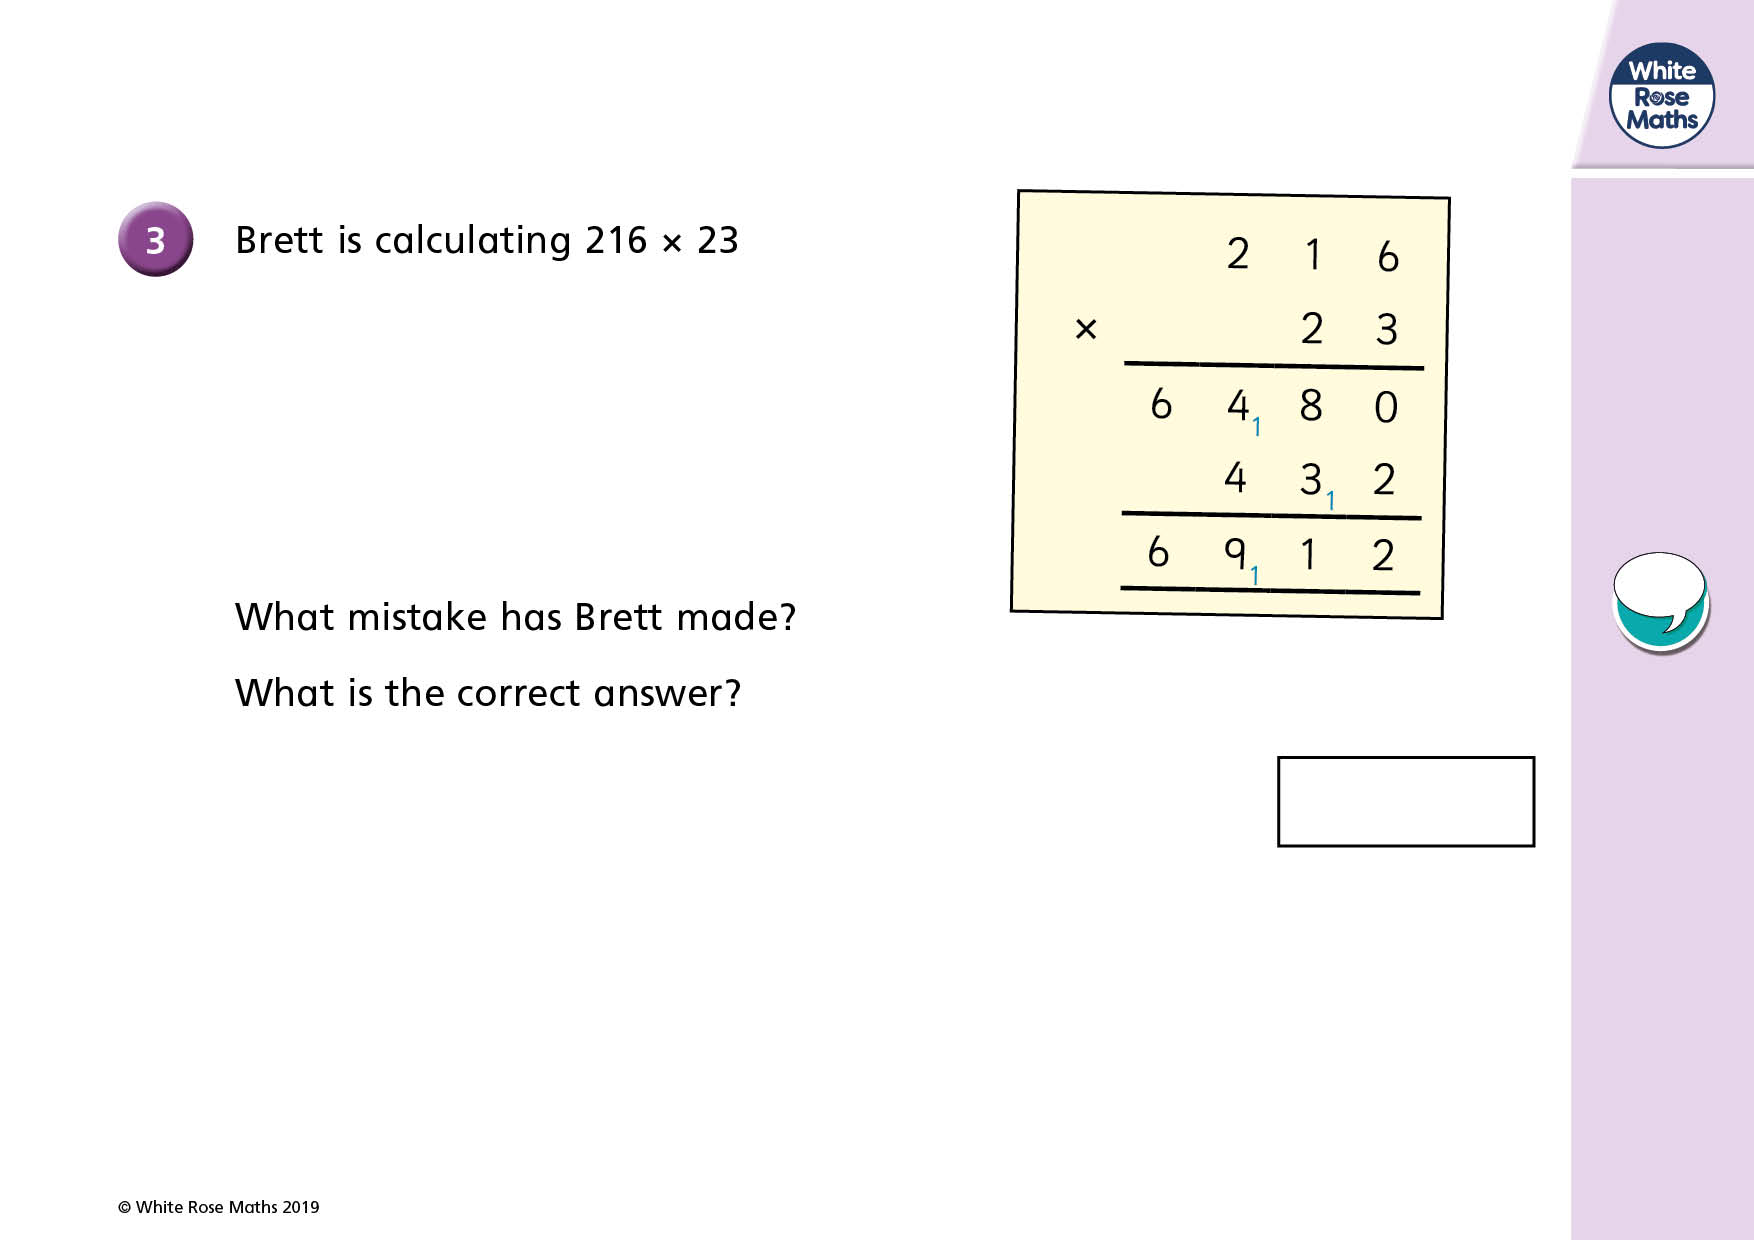 White
Rose
Maths
3 Brett is calculating 216 × 23
2 1 6
× 2 3
6 4 1 8 0
4 3 1 2
6 9 1 1 2
What mistake has Brett made?
What is the correct answer?
© White Rose Maths 2019